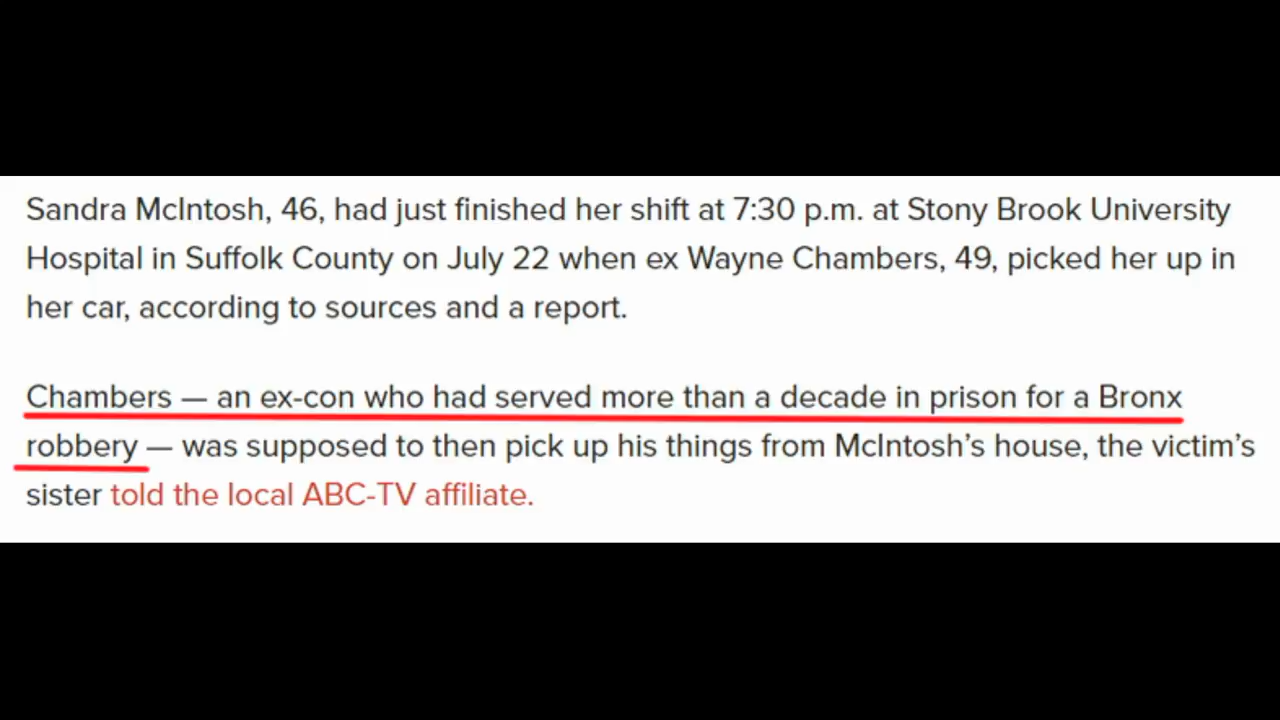 Sandra McIntosh, 46, had just finished her shift at 7:30 p.m. at Stony Brook University
Hospital in Suffolk County on July 22 when ex Wayne Chambers, 49, picked her up in
her car, according to sources and a report.
Chambers — an ex-con who had served more than a decade in prison for a Bronx
robbery — was supposed to then pick up his things from McIntosh’s house, the victim’s
sister told the local ABC-TV affiliate.